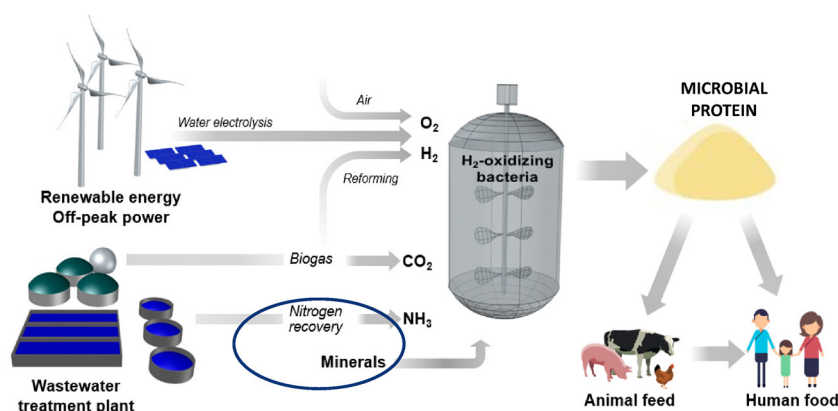 MICROBIAL
PROTEIN
Air
O2
Water electrolysis
H2
H2-oxidizing
bacteria
Reforming
Renewable energy
Off-peak power
Biogas
CO2
Nitrogen
recovery
NH3
Minerals
Wastewater
treatment plant
Animal feed
Human food